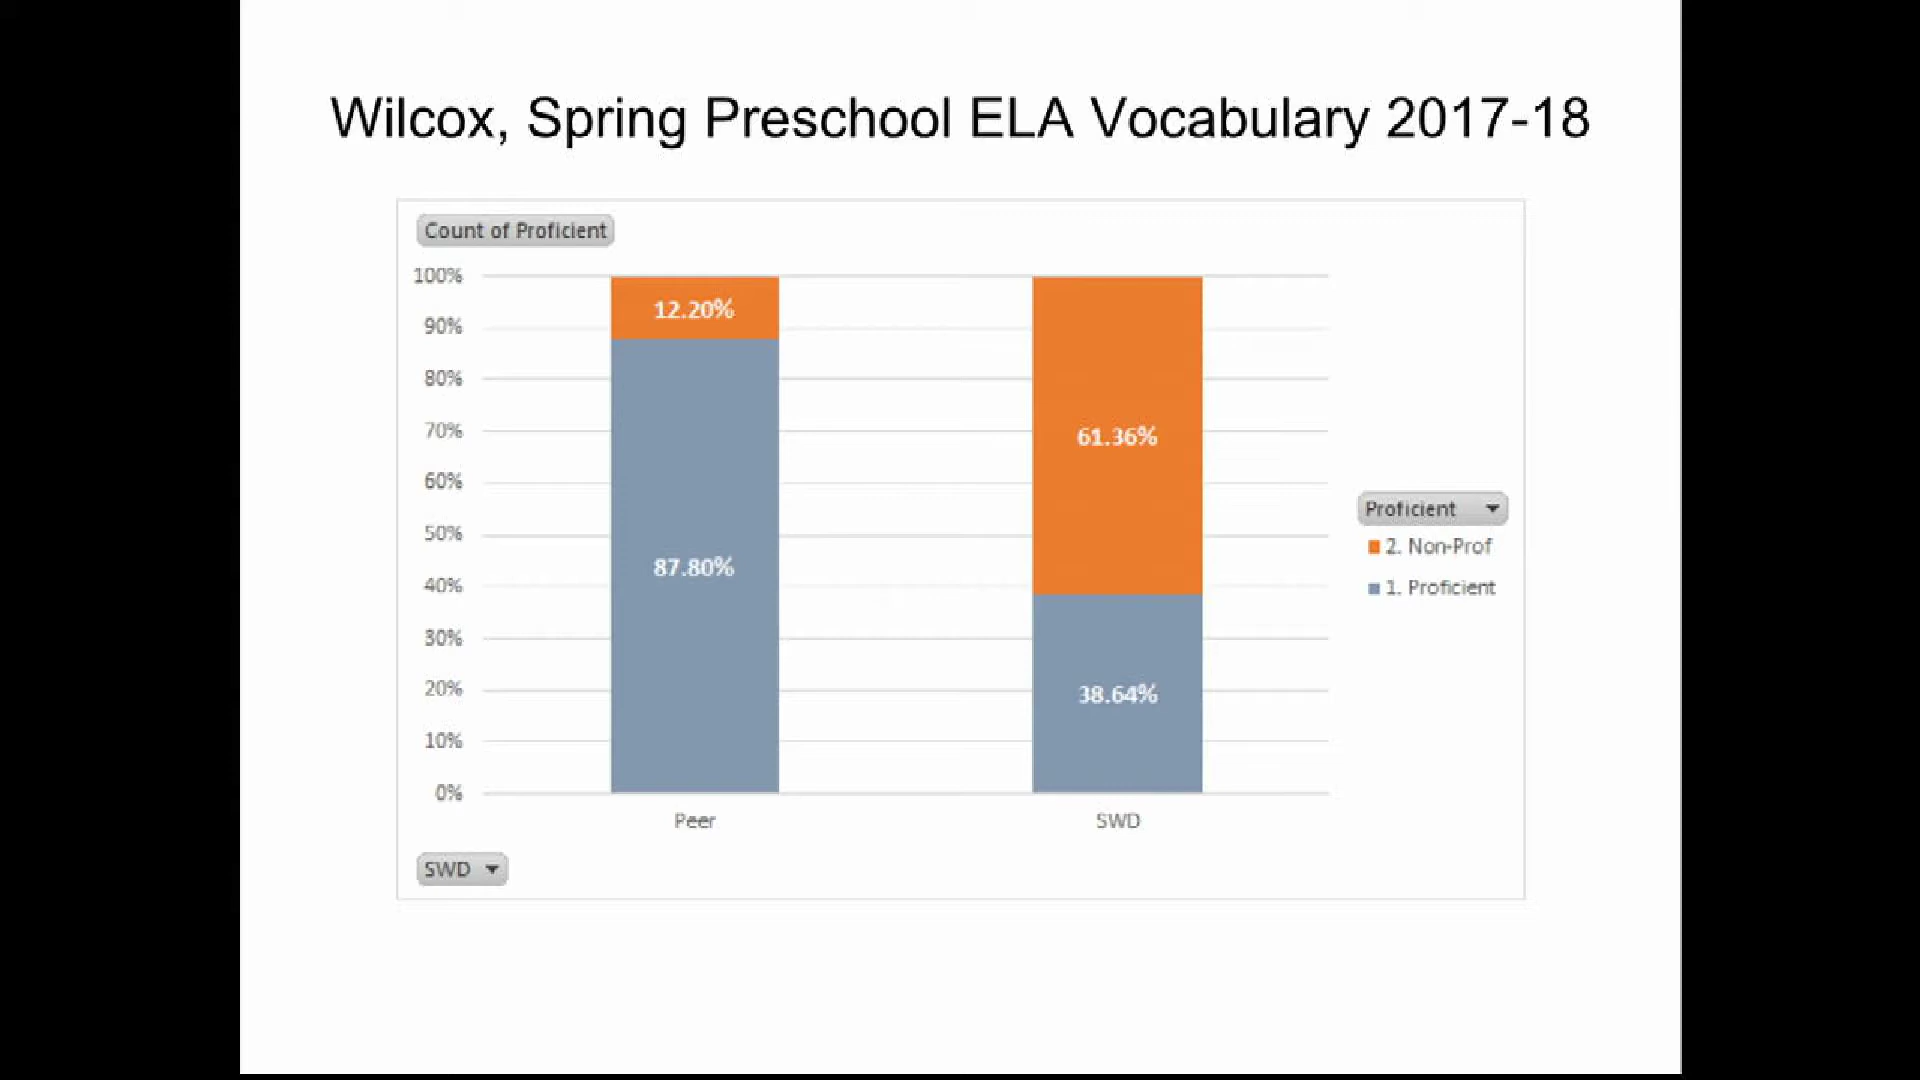 Wilcox, Spring Preschool ELA Vocabulary 2017-18
Count of Proficient
100%
90%
80%
70%
60%
50%
40%
30%
20%
10%
0%
12.20%
87.80%
61.36%
38.64%
Peer
SWD
Proficient
2. Non-Prof
1. Proficient
SWD